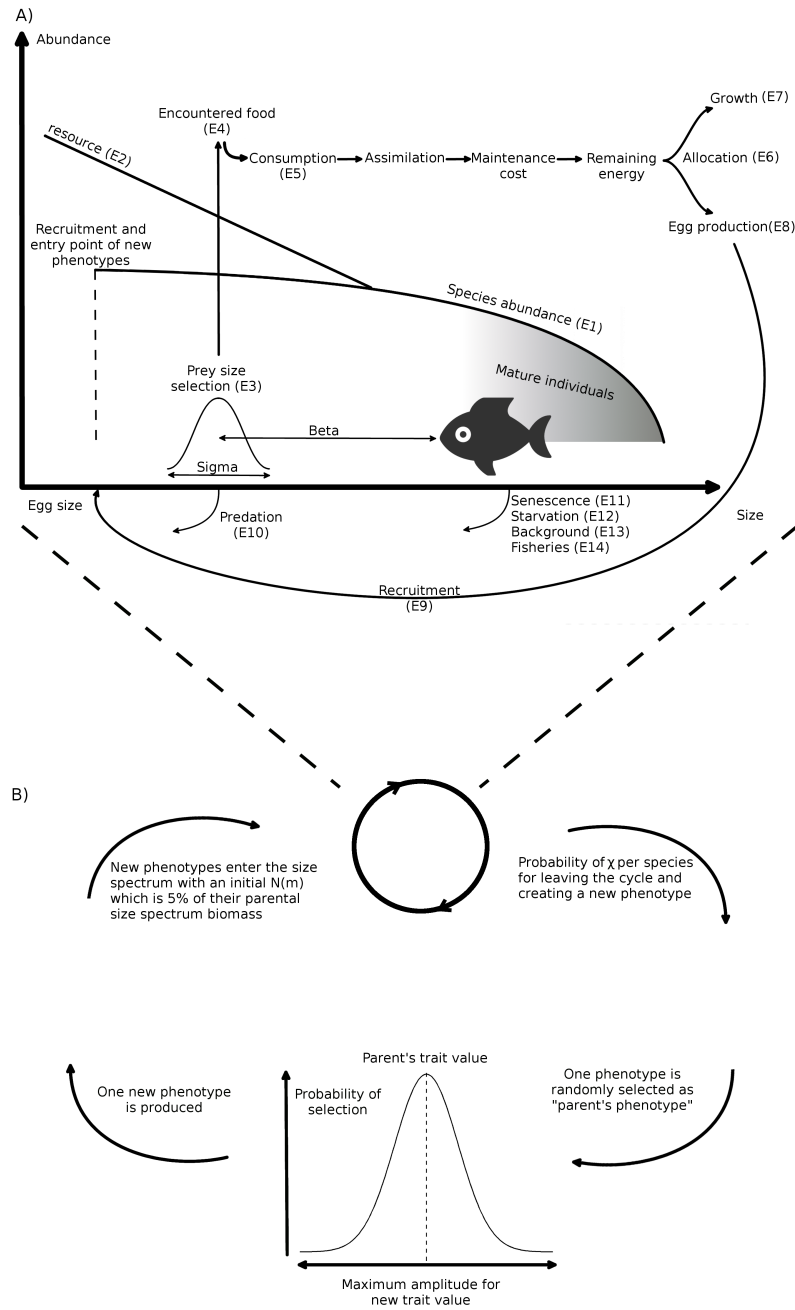 A)
Abundance
Encountered food
(E4)
Growth (E7)
resource (E2)
Consumption
(E5)
Assimilation
Maintenance
cost
Remaining
energy
Allocation (E6)
Egg production(E8)
Recruitment and
entry point of new
phenotypes
Species abundance (E1)
Mature individuals
Prey size
selection (E3)
Beta
Sigma
Egg size
Predation
(E10)
Senescence (E11)
Starvation (E12)
Background (E13)
Fisheries (E14)
Size
Recruitment
(E9)
B)
New phenotypes enter the size
spectrum with an initial N(m)
which is 5% of their parental
size spectrum biomass
Probability of χ per species
for leaving the cycle and
creating a new phenotype
One new phenotype
is produced
Parent's trait value
Probability of
selection
One phenotype is
randomly selected as
"parent's phenotype"
Maximum amplitude for
new trait value